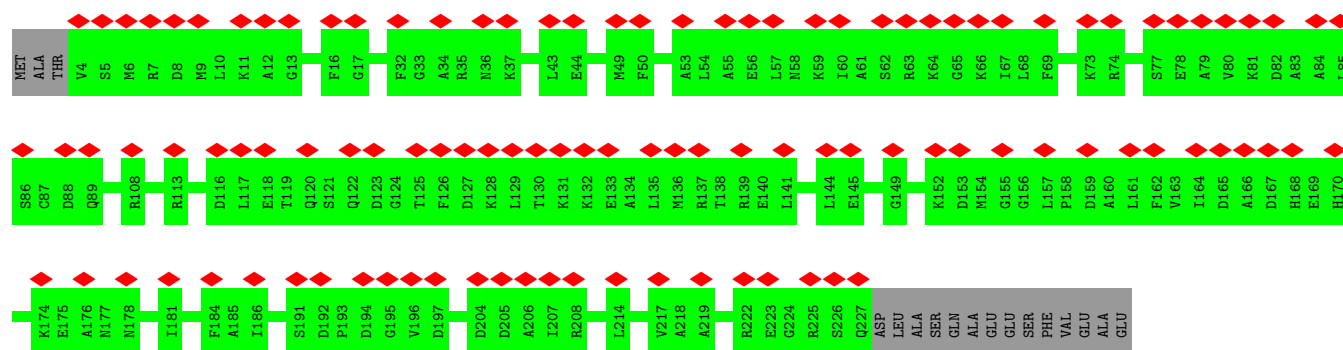 MET ALA THR V4 S5 M6 R7 D8 M9 L10 K11 A12 G13 F16 G17 F32 G33 A34 R35 N36 K37 L43 E44 M49 F50 A53 L54 A55 E56 L57 N58 K59 I60 A61 S62 R63 K64 G65 K66 I67 L68 F69 K73 R74 S77 E78 A79 V80 K81 D82 A83 A84 L85
S86 C87 D88 Q89 R108 R113 D116 L117 E118 T119 Q120 S121 Q122 D123 G124 T125 F126 D127 K128 L129 T130 K131 K132 E133 A134 L135 M136 R137 T138 R139 E140 L141 L144 E145 G149 K152 D153 M154 G155 G156 L157 P158 D159 A160 L161 F162 V163 I164 D165 A166 D167 H168 E169 H170
K174 E175 A176 N177 N178 I181 F184 A185 I186 S191 D192 P193 D194 G195 V196 D197 D204 D205 A206 I207 R208 L214 V217 A218 A219 R222 E223 G224 R225 S226 Q227 ASP LEU ALA SER GLN ALA GLU GLU SER PHE VAL GLU ALA GLU